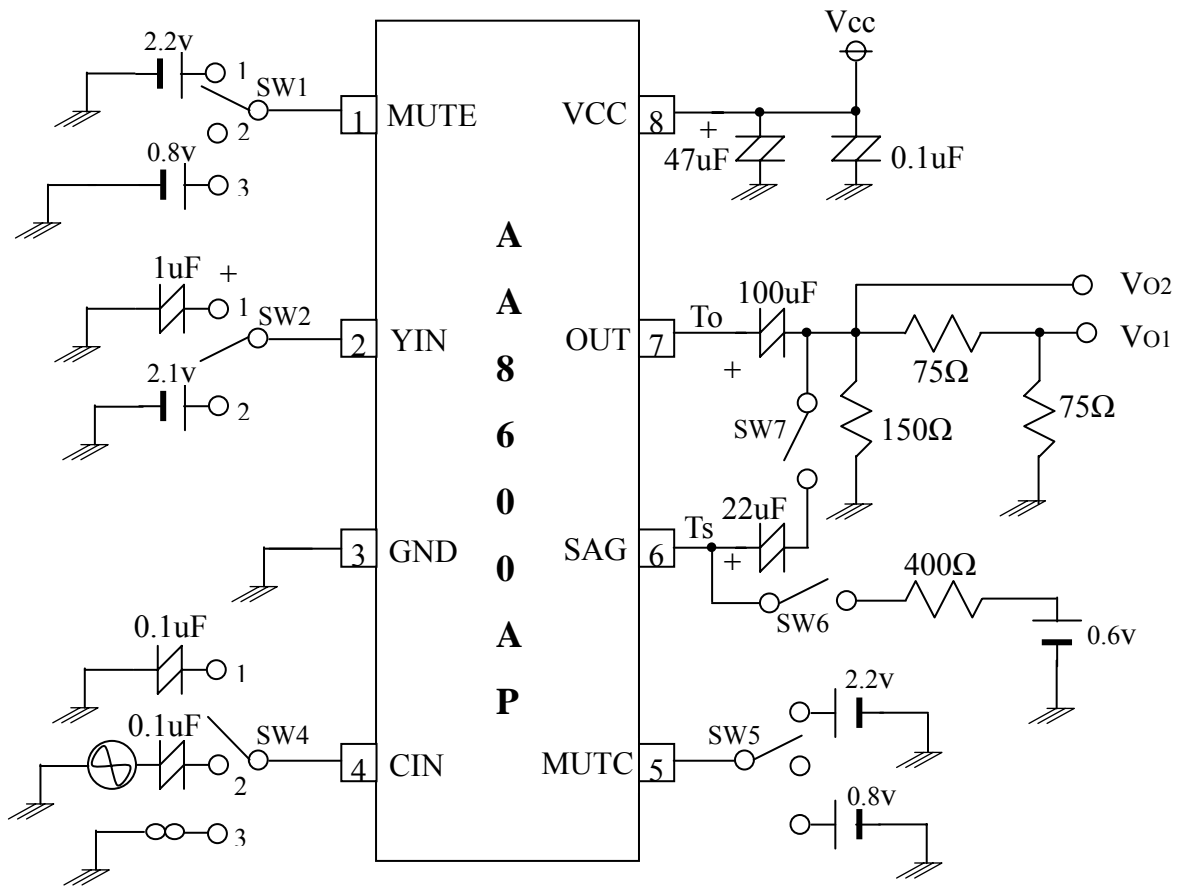 Vcc
2.2v
1
SW1
2
0.8v
3
1
MUTE
VCC
8
+
47uF
0.1uF
A
A
8
6
0
0
A
P
1uF
+
1
SW2
2.1v
2
2
YIN
OUT
7
To
100uF
+
VO2
VO1
75Ω
75Ω
150Ω
SW7
22uF
Ts
+
3
GND
SAG
6
400Ω
SW6
0.6v
0.1uF
1
0.1uF
SW4
2
3
4
CIN
MUTC
5
SW5
2.2v
0.8v